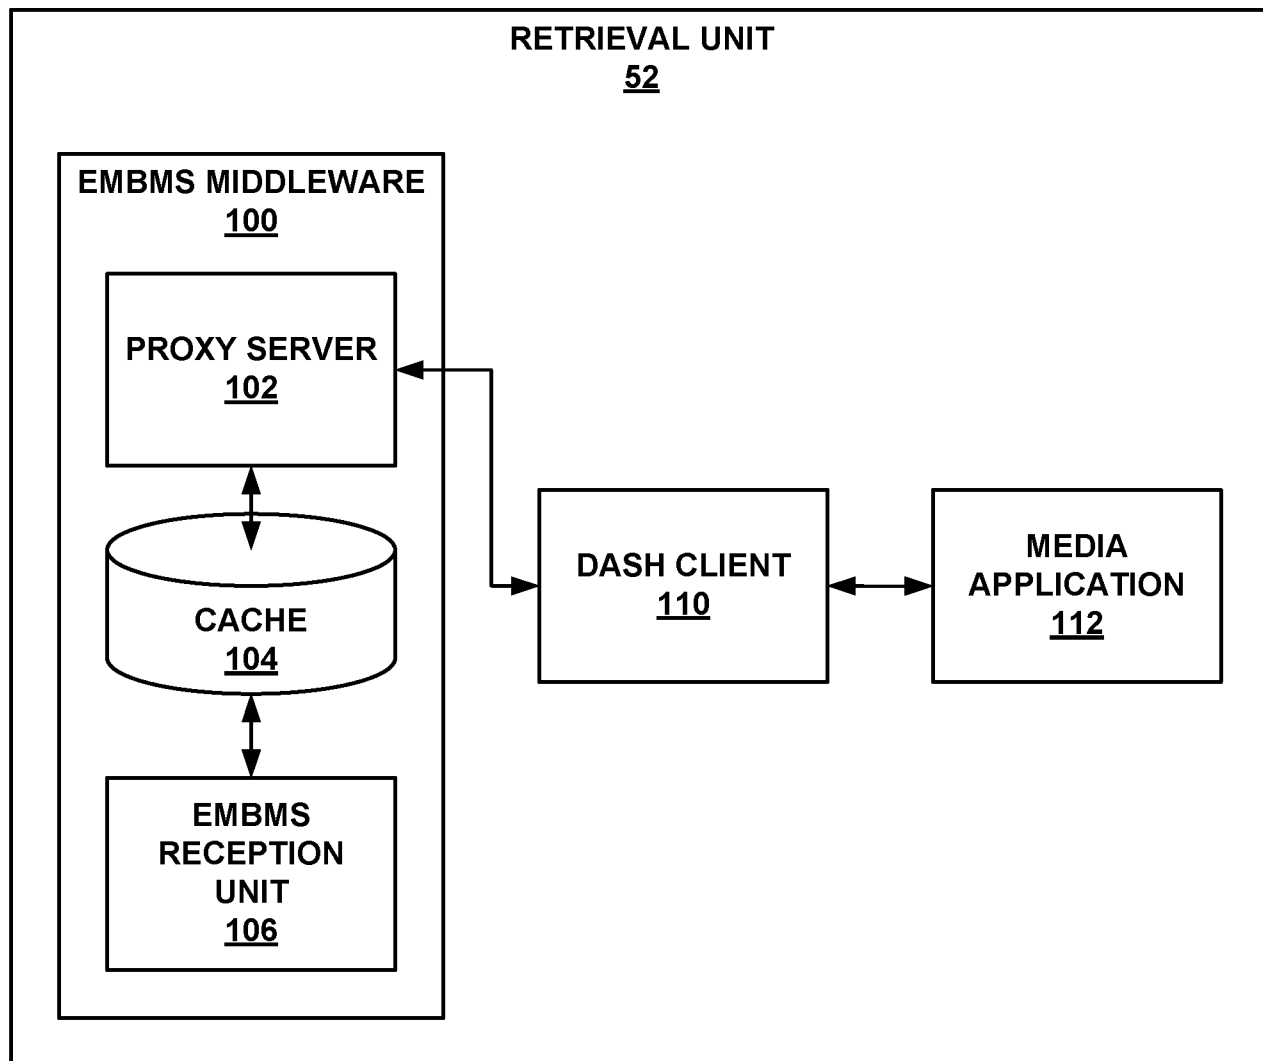 RETRIEVAL UNIT
52
EMBMS MIDDLEWARE
100
PROXY SERVER
102
CACHE
104
EMBMS
RECEPTION
UNIT
106
DASH CLIENT
110
MEDIA
APPLICATION
112